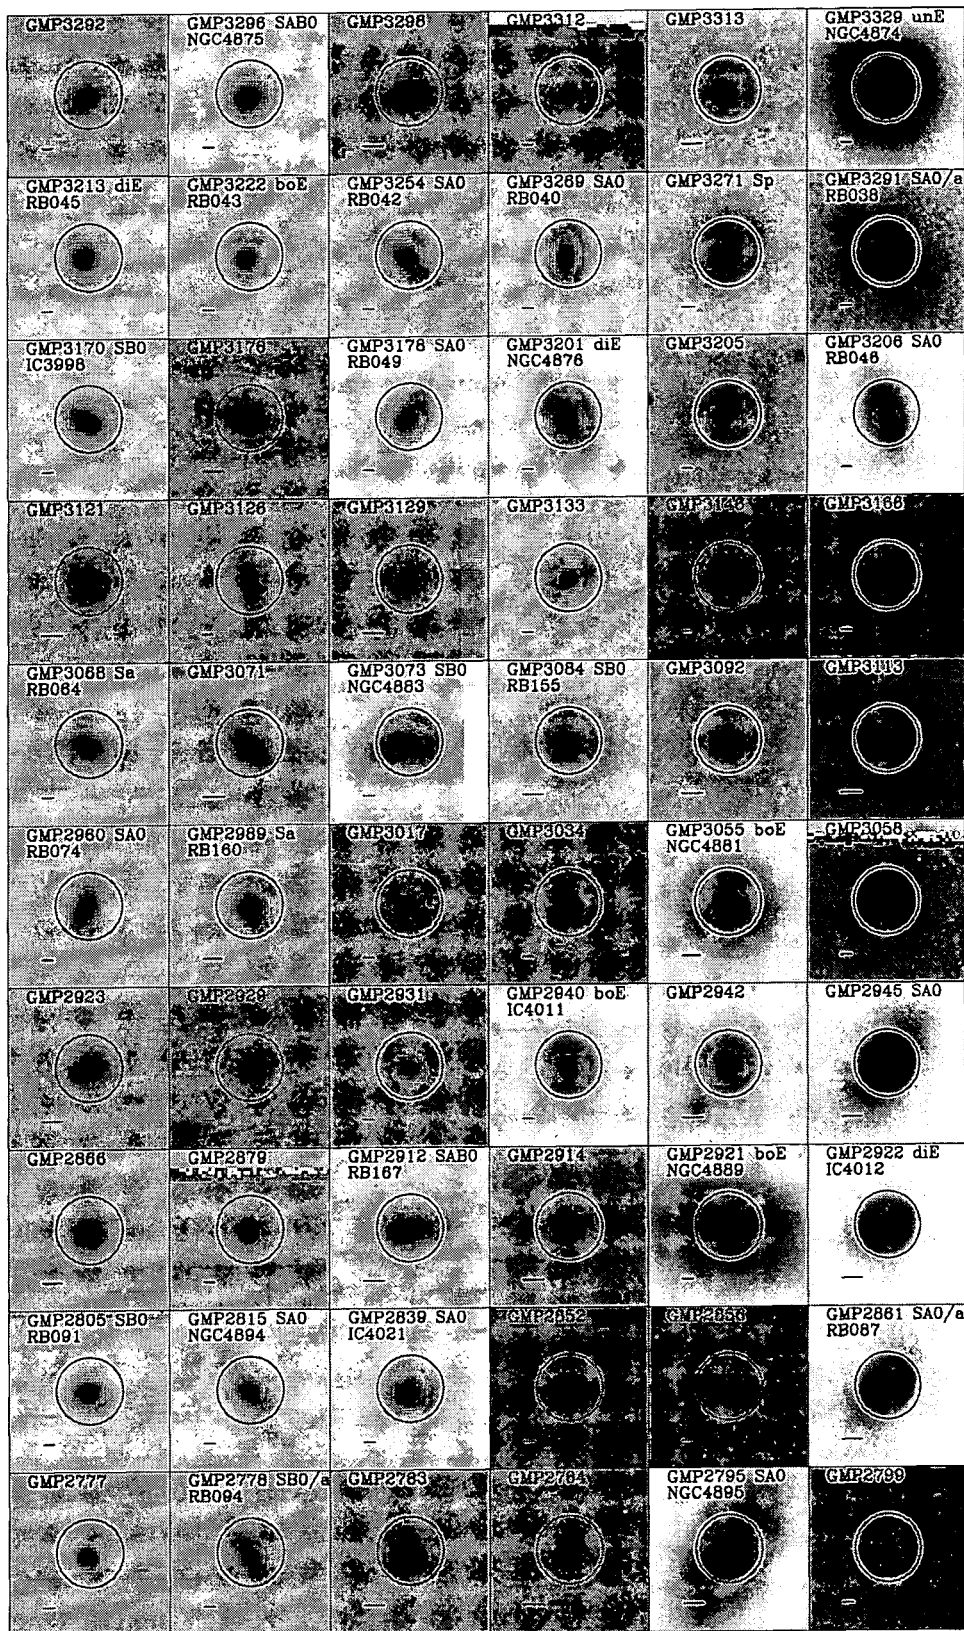 GMP3292
GMP3296 SAB0
NGC4875
GMP3298
GMP3312
GMP3313
GMP3329 unE
NGC4874
GMP3213 diE
RB045
GMP3222 boE
RB043
GMP3254 SA0
RB042
GMP3269 SA0
RB040
GMP3271 Sp
GMP3291 SA0/a
RB038
GMP3170 SB0
IC3998
GMP3176
GMP3178 SA0
RB049
GMP3201 diE
NGC4876
GMP3205
GMP3206 SA0
RB046
GMP3121
GMP3126
GMP3129
GMP3133
GMP3146
GMP3166
GMP3068 Sa
RB064
GMP3071
GMP3073 SB0
NGC4883
GMP3084 SB0
RB155
GMP3092
GMP3113
GMP2960 SA0
RB074
GMP2989 Sa
RB160
GMP3017
GMP3034
GMP3055 boE
NGC4881
GMP3058
GMP2923
GMP2929
GMP2931
GMP2940 boE
IC4011
GMP2942
GMP2945 SA0
GMP2866
GMP2879
GMP2912 SAB0
RB167
GMP2914
GMP2921 boE
NGC4889
GMP2922 diE
IC4012
GMP2805 SB0
RB091
GMP2815 SA0
NGC4894
GMP2839 SA0
IC4021
GMP2852
GMP2856
GMP2861 SA0/a
RB087
GMP2777
GMP2778 SB0/a
RB094
GMP2783
GMP2784
GMP2795 SA0
NGC4895
GMP2799